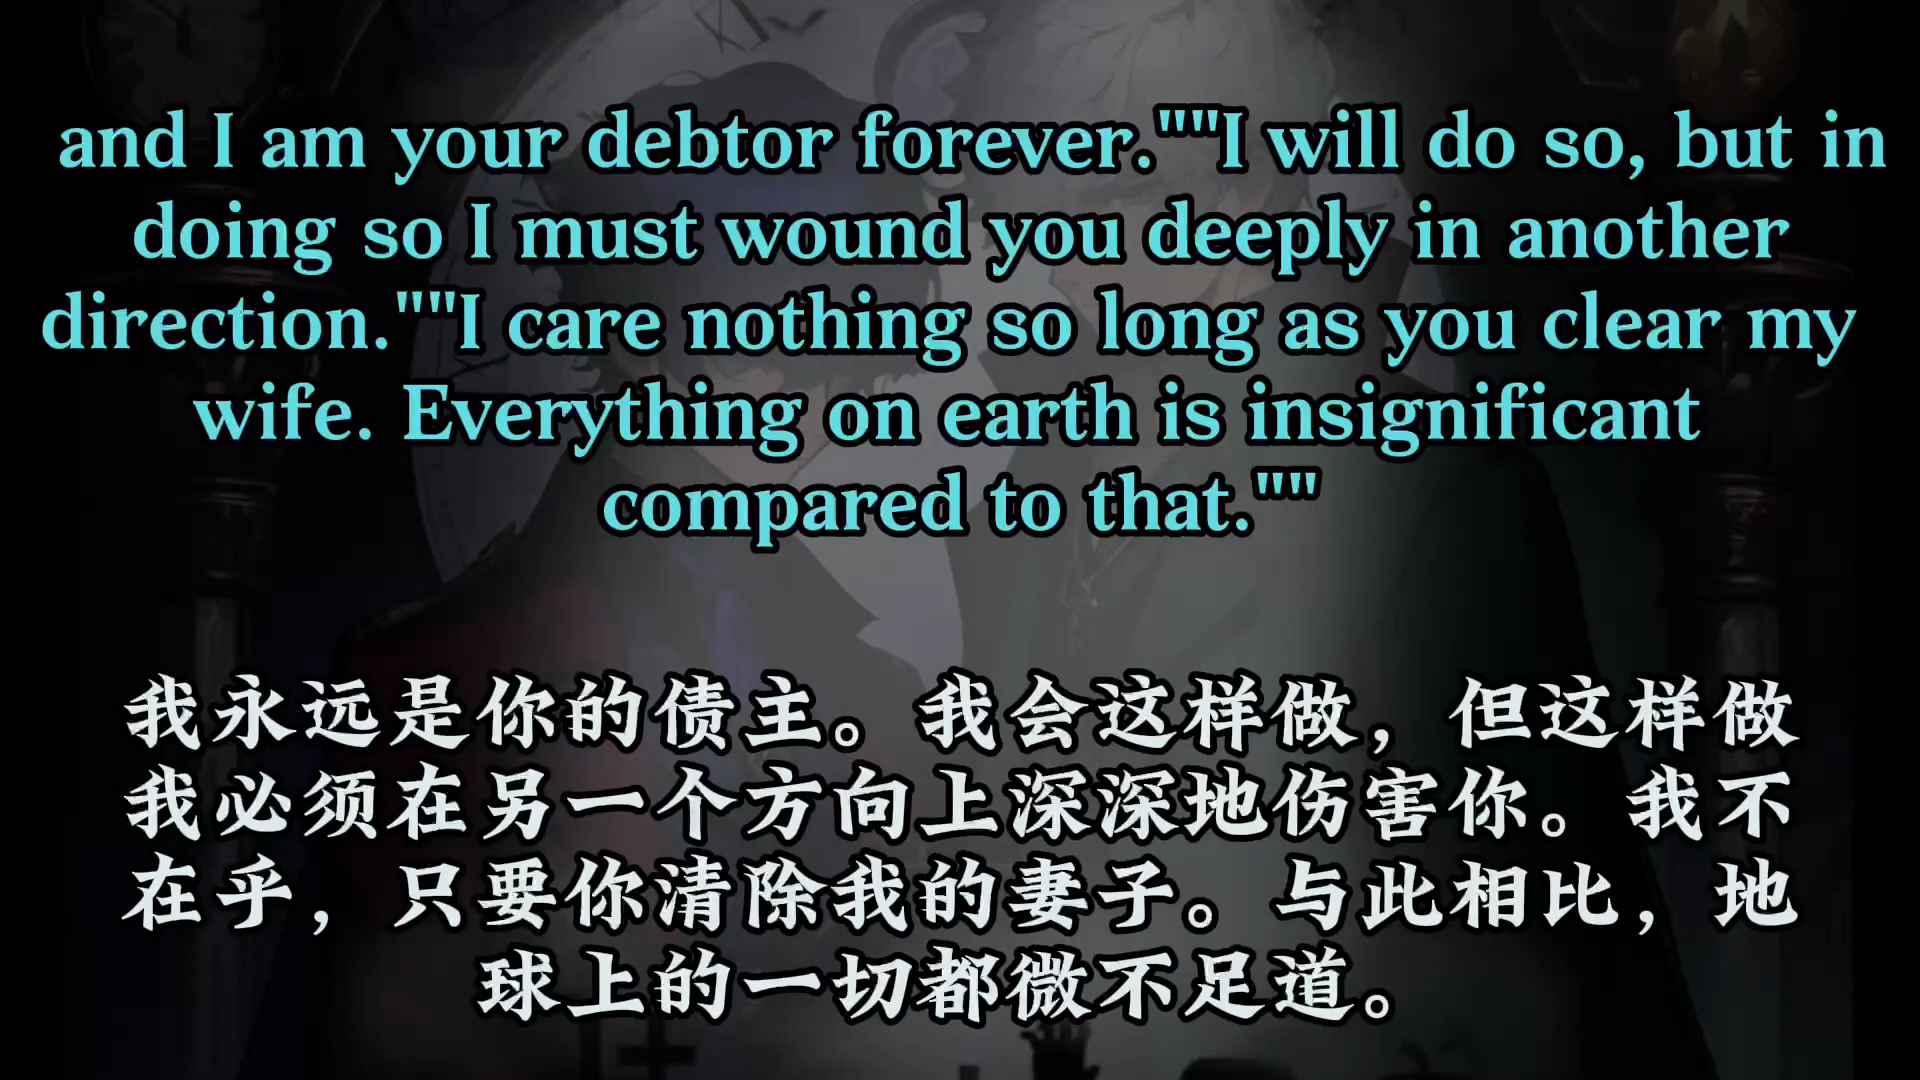 and I am your debtor forever.""I will do so, but in
doing so I must wound you deeply in another
direction.""I care nothing so long as you clear my
wife. Everything on earth is insignificant
compared to that.""
我永远是你的债主。我会这样做，但这样做
我必须在另一个方向上深深地伤害你。我不
在乎，只要你清除我的妻子。与此相比，地
球上的一切都微不足道。